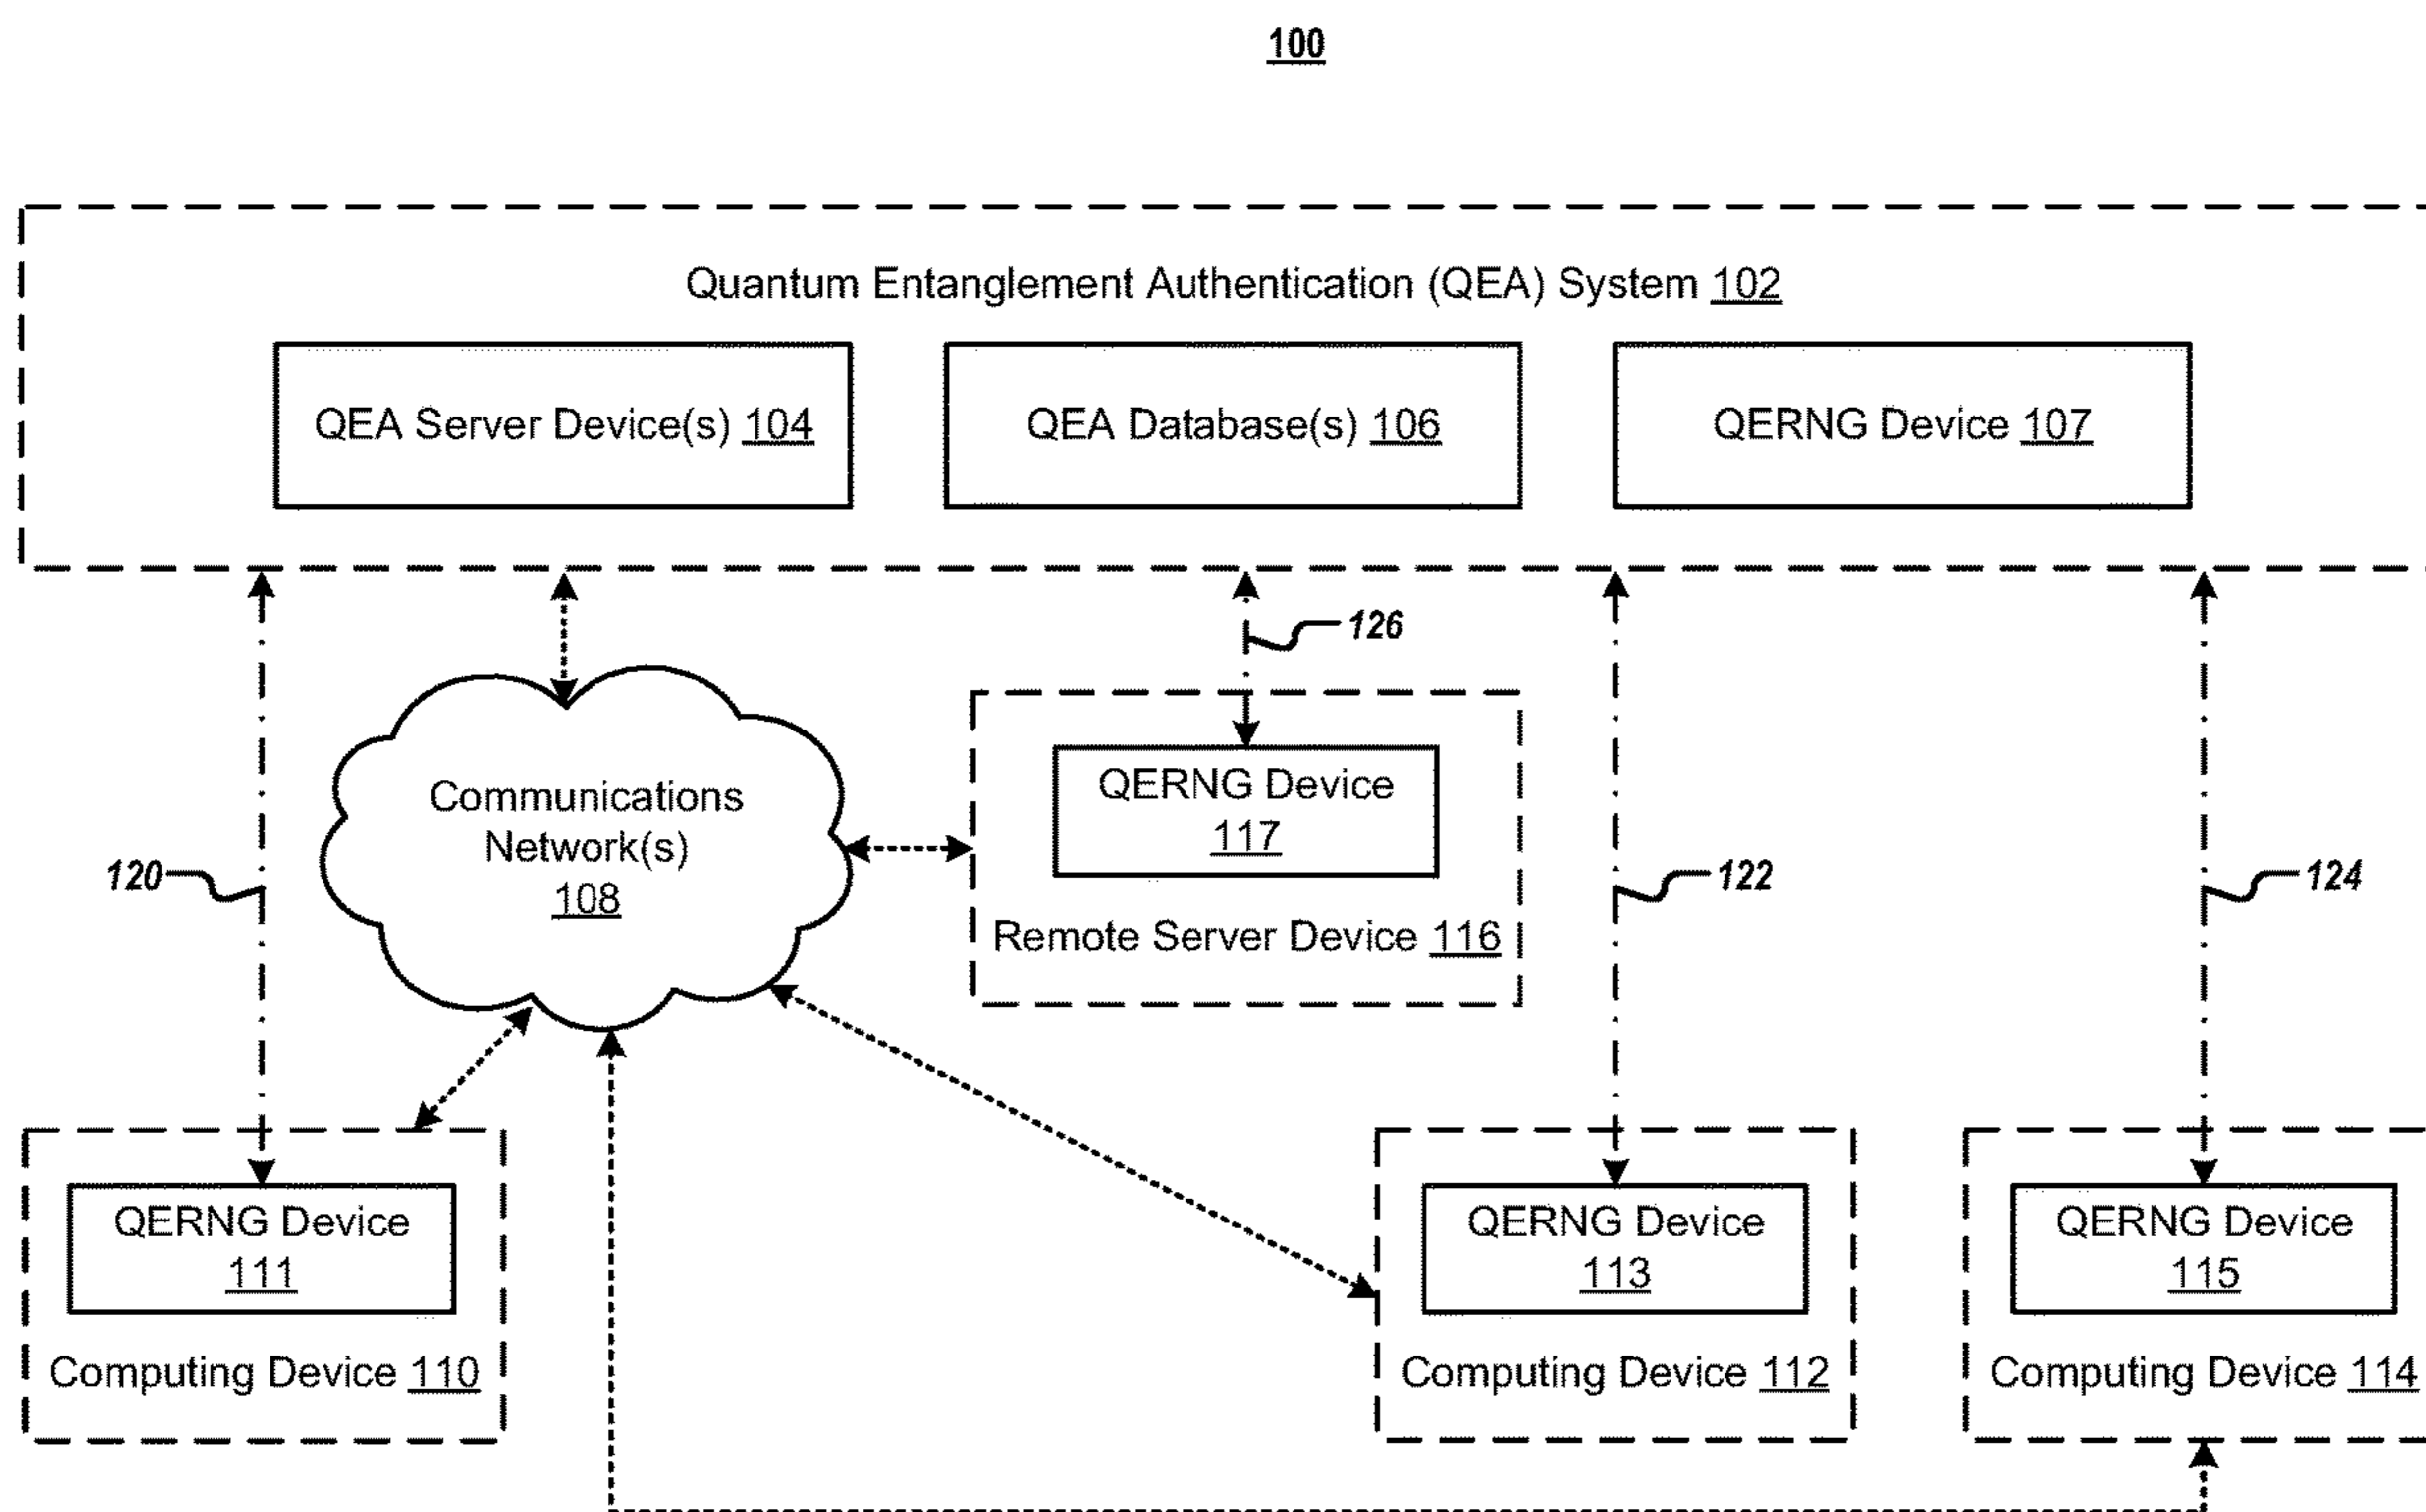 100
Quantum Entanglement Authentication (QEA) System 102
QEA Server Device(s) 104
QEA Database(s) 106
QERNG Device 107
126
Communications
Network(s)
108
QERNG Device
117
Remote Server Device 116
120
122
124
QERNG Device
111
Computing Device 110
QERNG Device
113
Computing Device 112
QERNG Device
115
Computing Device 114